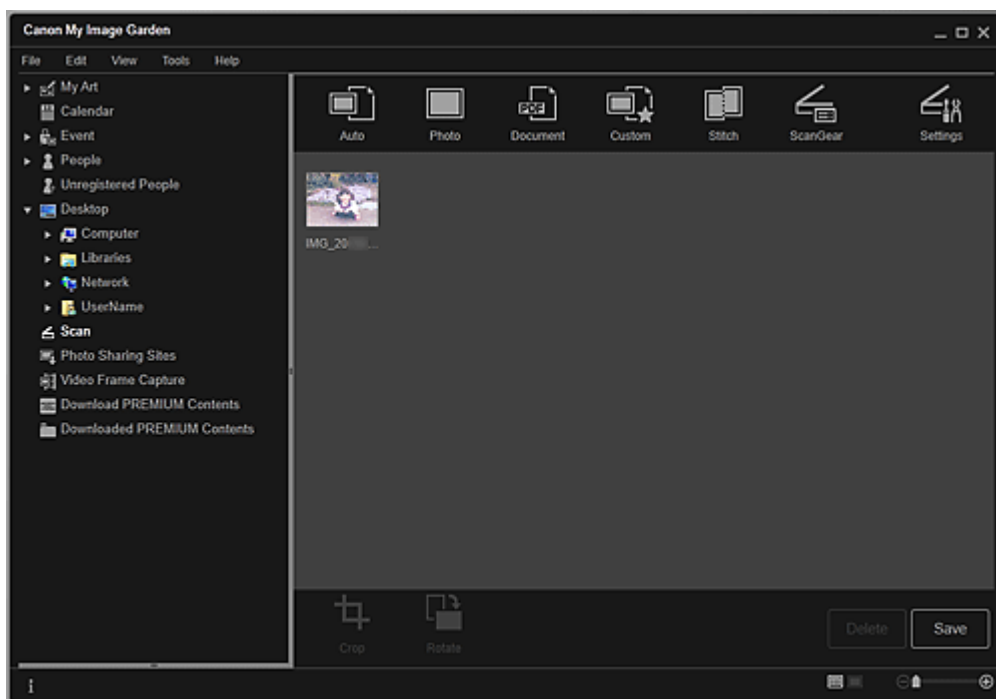 Canon My Image Garden
File Edit View Tools Help
My Art
Calendar
Event
People
Unregistered People
Desktop
Computer
Libraries
Network
UserName
Scan
Photo Sharing Sites
Video Frame Capture
Download PREMIUM Contents
Downloaded PREMIUM Contents
Auto Photo Document Custom Stitch ScanGear Settings
PDF
IMG_20 ...
Crop Rotate
Delete Save